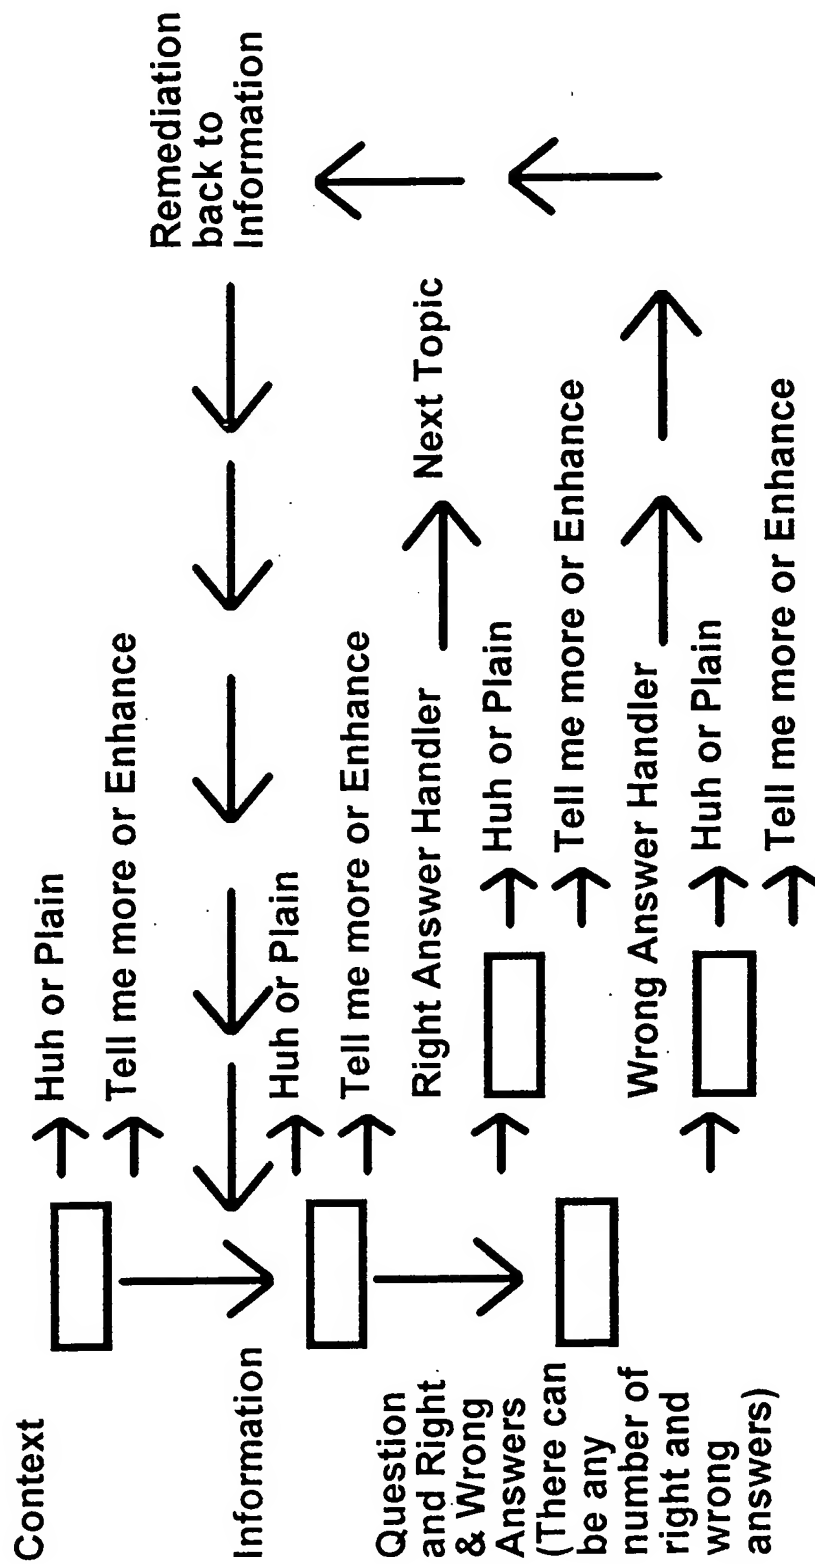 Context
Huh or Plain
Tell me more or Enhance
Remediation
back to
Information
Information
Huh or Plain
Tell me more or Enhance
Question
and Right
& Wrong
Answers
(There can
be any
number of
right and
wrong
answers)
Right Answer Handler
Next Topic
Huh or Plain
Tell me more or Enhance
Wrong Answer Handler
Huh or Plain
Tell me more or Enhance